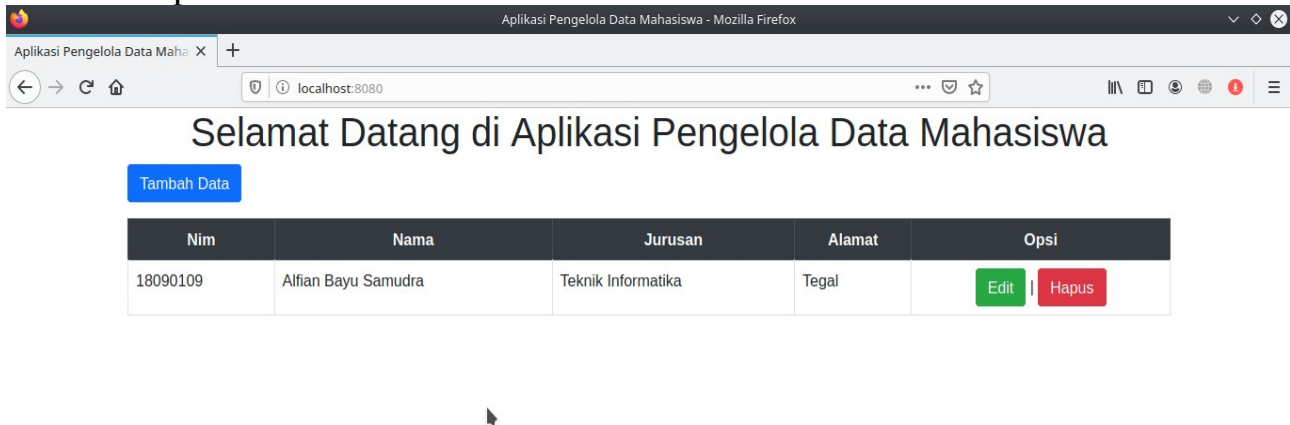 Aplikasi Pengelola Data Mahasiswa - Mozilla Firefox
Aplikasi Pengelola Data Maha
localhost:8080
Selamat Datang di Aplikasi Pengelola Data Mahasiswa
Tambah Data
Nim Nama Jurusan Alamat Opsi
18090109 Alfian Bayu Samudra Teknik Informatika Tegal Edit | Hapus